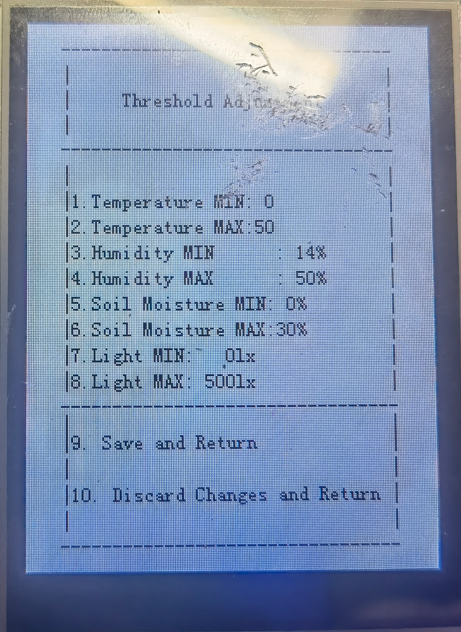 Threshold
1. Temperature MIN: 0
2. Temperature MAX:50
3. Humidity MIN : 14%
4. Humidity MAX : 50%
5. Soil Moisture MIN: 0%
6. Soil Moisture MAX:30%
7. Light MIN: 0lx
8. Light MAX: 500lx
9. Save and Return
10. Discard Changes and Return